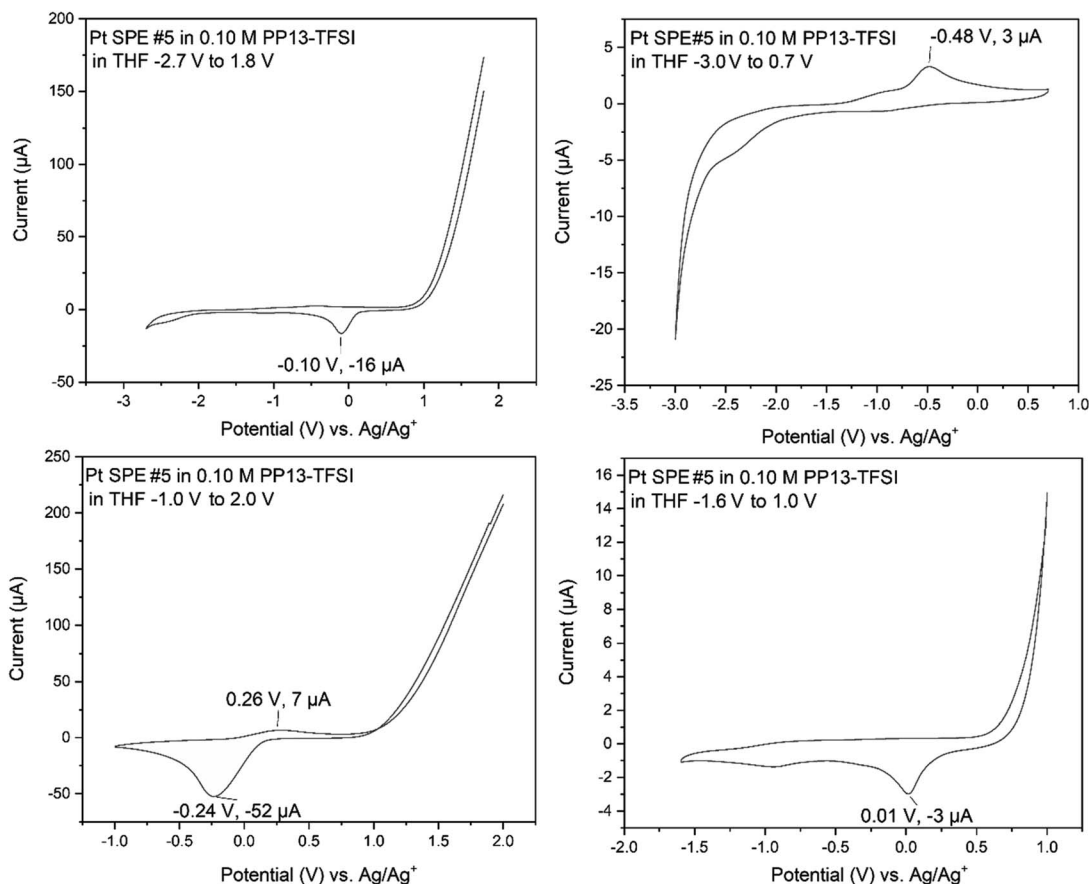 Pt SPE #5 in 0.10 M PP13-TFSI
in THF -2.7 V to 1.8 V
200
150
100
50
0
-50
-3
-2
-1
0
1
2
-0.10 V, -16 µA
Current (µA)
Potential (V) vs. Ag/Ag⁺
Pt SPE #5 in 0.10 M PP13-TFSI
in THF -3.0 V to 0.7 V
-0.48 V, 3 µA
5
0
-5
-10
-15
-20
-25
-3.5
-3.0
-2.5
-2.0
-1.5
-1.0
-0.5
0.0
0.5
1.0
Current (µA)
Potential (V) vs. Ag/Ag⁺
Pt SPE #5 in 0.10 M PP13-TFSI
in THF -1.0 V to 2.0 V
250
200
150
100
50
0
-50
0.26 V, 7 µA
-0.24 V, -52 µA
-1.0
-0.5
0.0
0.5
1.0
1.5
2.0
Current (µA)
Potential (V) vs. Ag/Ag⁺
Pt SPE #5 in 0.10 M PP13-TFSI
in THF -1.6 V to 1.0 V
16
14
12
10
8
6
4
2
0
-2
-4
0.01 V, -3 µA
-2.0
-1.5
-1.0
-0.5
0.0
0.5
1.0
Current (µA)
Potential (V) vs. Ag/Ag⁺